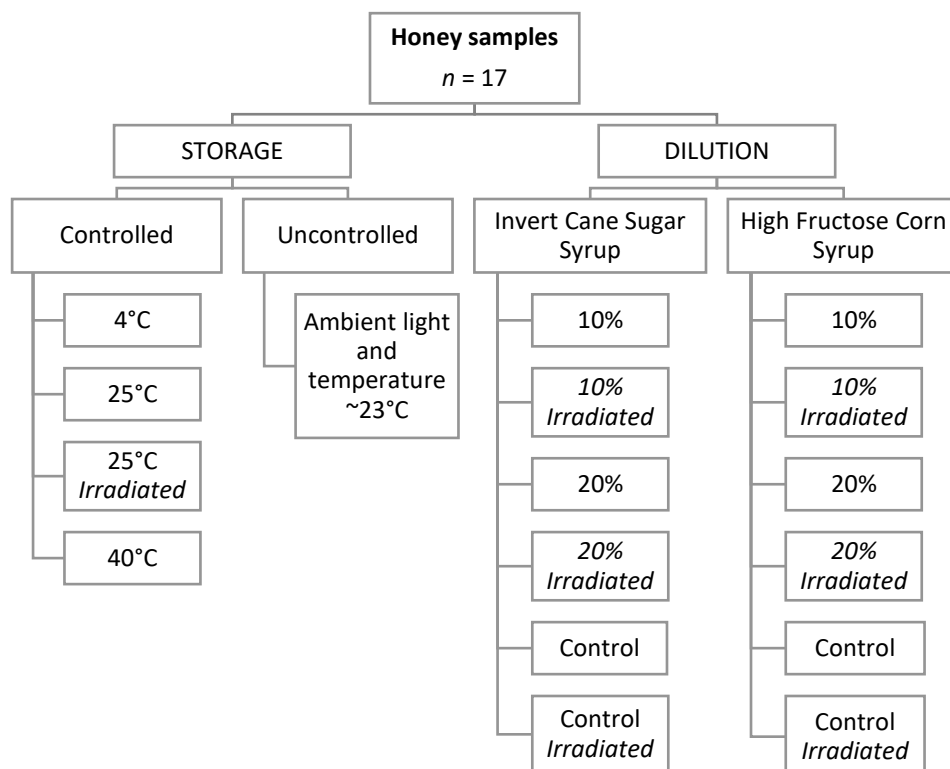 Honey samples
n = 17
STORAGE
DILUTION
Controlled
Uncontrolled
Invert Cane Sugar
Syrup
High Fructose Corn
Syrup
4°C
25°C
25°C
Irradiated
40°C
Ambient light
and
temperature
~23°C
10%
10%
Irradiated
20%
20%
Irradiated
Control
Control
Irradiated
10%
10%
Irradiated
20%
20%
Irradiated
Control
Control
Irradiated